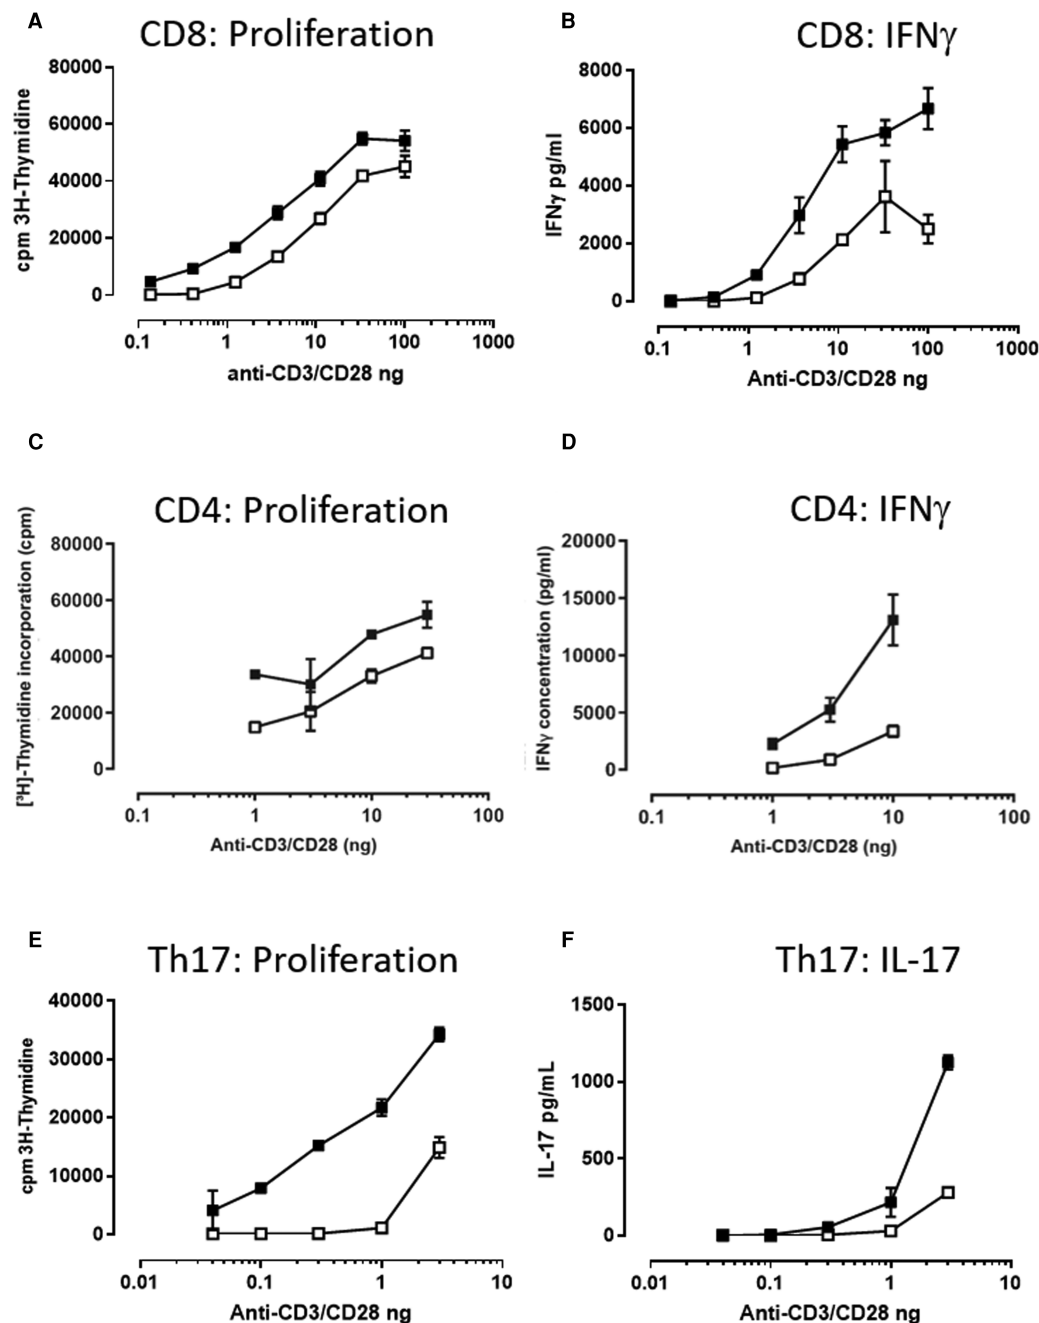 A
CD8: Proliferation
80000
60000
40000
20000
0
cpm 3H-Thymidine
0.1 1 10 100 1000
anti-CD3/CD28 ng
B
CD8: IFNγ
8000
6000
4000
2000
0
IFNγ pg/ml
0.1 1 10 100 1000
Anti-CD3/CD28 ng
C
CD4: Proliferation
80000
60000
40000
20000
0
[³H]-Thymidine incorporation (cpm)
0.1 1 10 100
Anti-CD3/CD28 (ng)
D
CD4: IFNγ
20000
15000
10000
5000
0
IFNγ concentration (pg/ml)
0.1 1 10 100
Anti-CD3/CD28 (ng)
E
Th17: Proliferation
40000
30000
20000
10000
0
cpm 3H-Thymidine
0.01 0.1 1 10
Anti-CD3/CD28 ng
F
Th17: IL-17
1500
1000
500
0
IL-17 pg/mL
0.01 0.1 1 10
Anti-CD3/CD28 ng